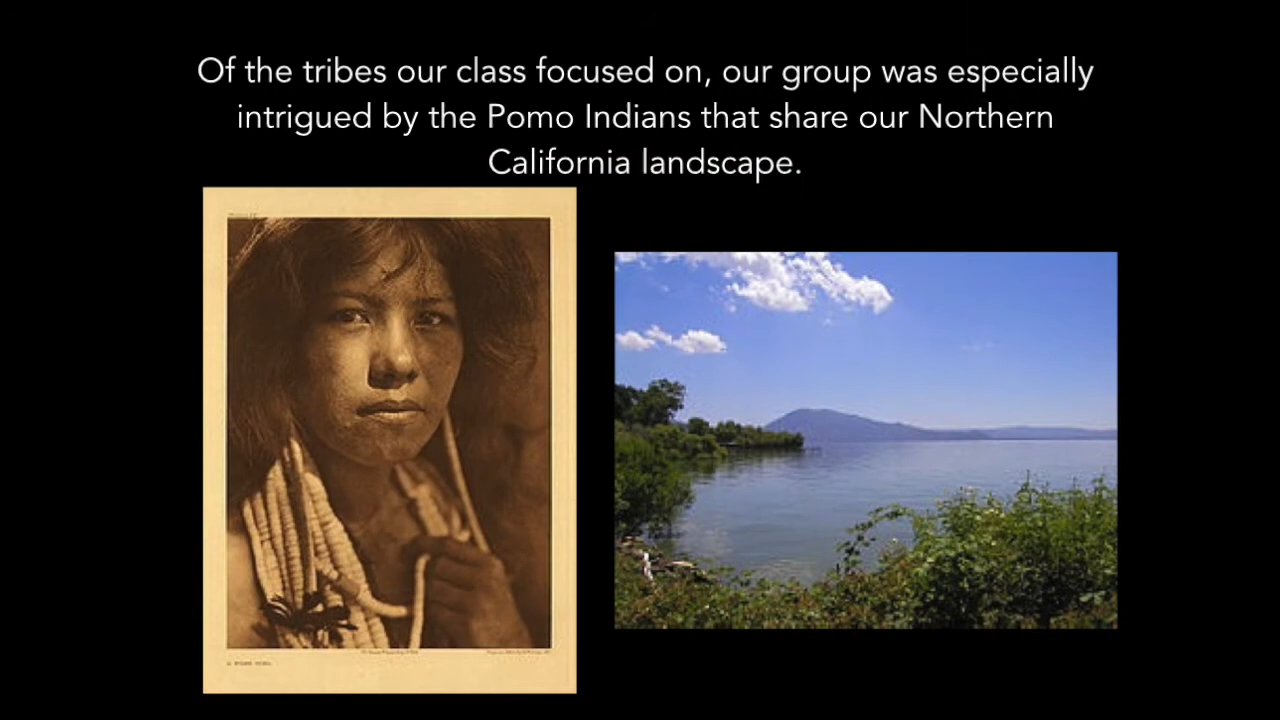 Of the tribes our class focused on, our group was especially
intrigued by the Pomo Indians that share our Northern
California landscape.